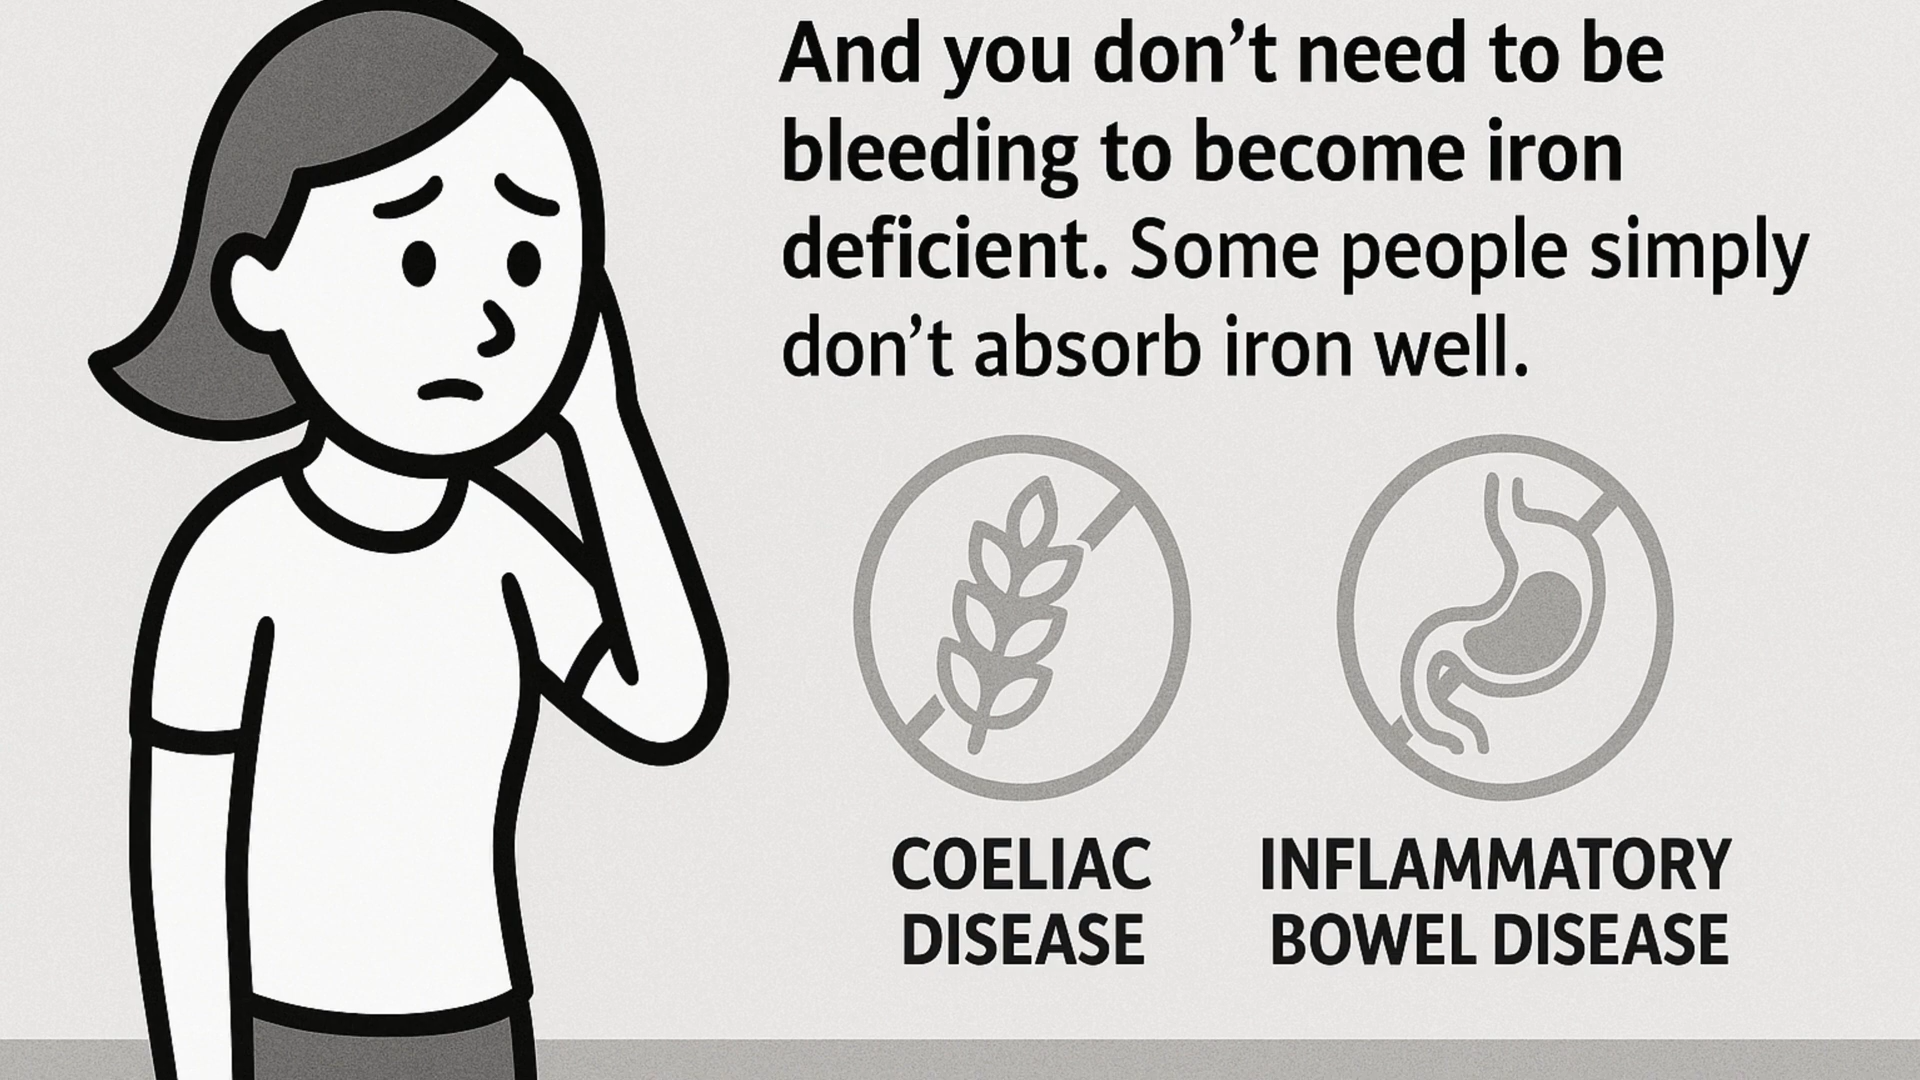 And you don’t need to be
bleeding to become iron
deficient. Some people simply
don’t absorb iron well.
COELIAC
DISEASE
INFLAMMATORY
BOWEL DISEASE